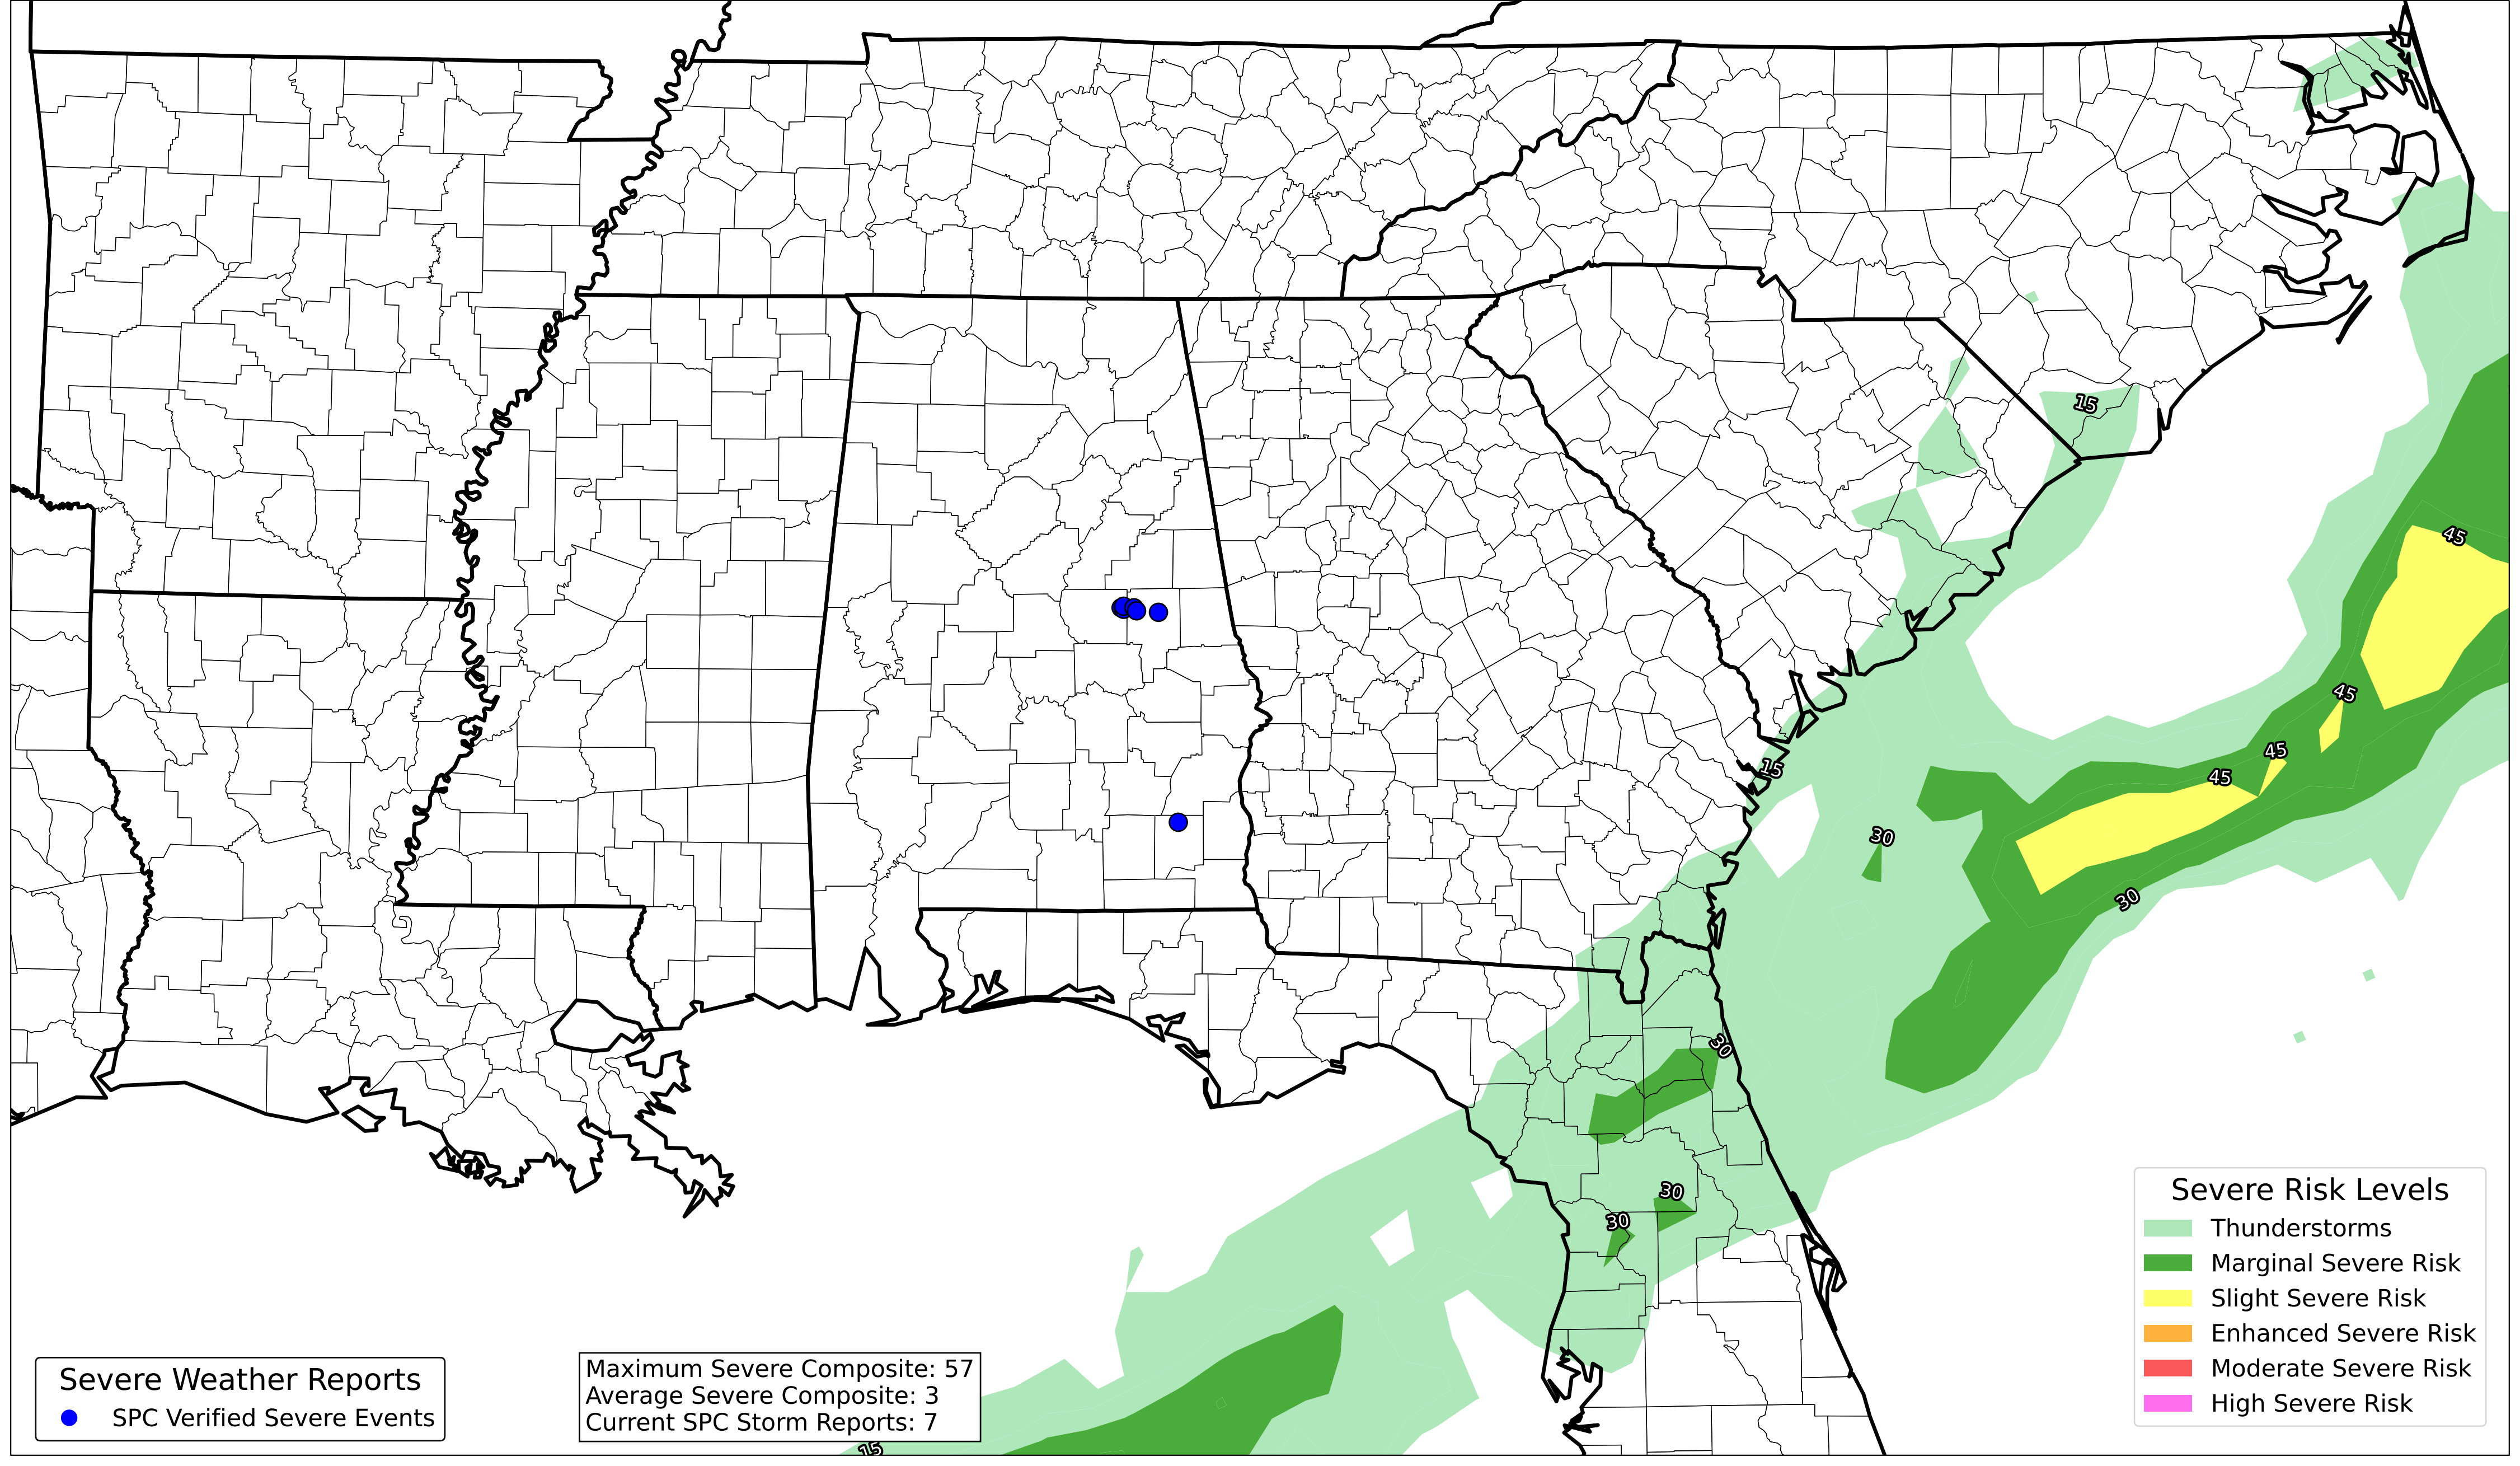 15
45
45
45
45
15
30
30
30
30
30
15
Severe Risk Levels
Thunderstorms
Marginal Severe Risk
Slight Severe Risk
Enhanced Severe Risk
Moderate Severe Risk
High Severe Risk
Severe Weather Reports
SPC Verified Severe Events
Maximum Severe Composite: 57
Average Severe Composite: 3
Current SPC Storm Reports: 7